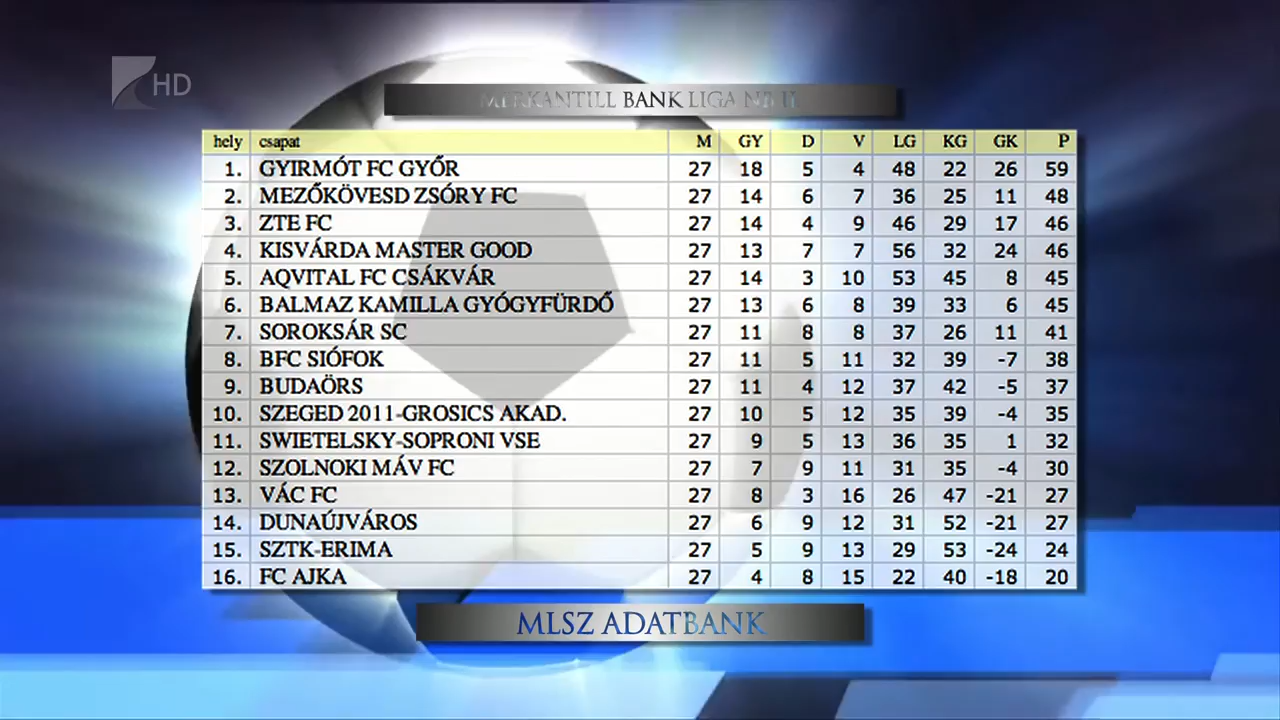 HD
MERKANTILL BANK LIGA NB II.
hely csapat M GY D V LG KG GK P
1. GYIRMÓT FC GYŐR 27 18 5 4 48 22 26 59
2. MEZŐKÖVESD ZSÓRY FC 27 14 6 7 36 25 11 48
3. ZTE FC 27 14 4 9 46 29 17 46
4. KISVÁRDA MASTER GOOD 27 13 7 7 56 32 24 46
5. AQVITAL FC CSÁKVÁR 27 14 3 10 53 45 8 45
6. BALMAZ KAMILLA GYÓGYFÜRDŐ 27 13 6 8 39 33 6 45
7. SOROKSÁR SC 27 11 8 8 37 26 11 41
8. BFC SIÓFOK 27 11 5 11 32 39 -7 38
9. BUDAÖRS 27 11 4 12 37 42 -5 37
10. SZEGED 2011-GROSICS AKAD. 27 10 5 12 35 39 -4 35
11. SWIETELSKY-SOPRONI VSE 27 9 5 13 36 35 1 32
12. SZOLNOKI MÁV FC 27 7 9 11 31 35 -4 30
13. VÁC FC 27 8 3 16 26 47 -21 27
14. DUNAÚJVÁROS 27 6 9 12 31 52 -21 27
15. SZTK-ERIMA 27 5 9 13 29 53 -24 24
16. FC AJKA 27 4 8 15 22 40 -18 20
MLSZ ADATBANK